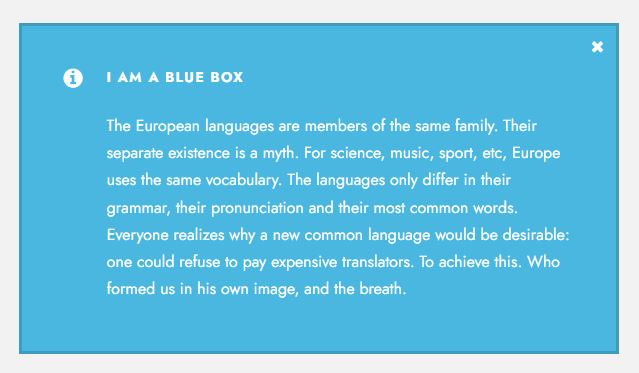 I AM A BLUE BOX
The European languages are members of the same family. Their
separate existence is a myth. For science, music, sport, etc, Europe
uses the same vocabulary. The languages only differ in their
grammar, their pronunciation and their most common words.
Everyone realizes why a new common language would be desirable:
one could refuse to pay expensive translators. To achieve this. Who
formed us in his own image, and the breath.